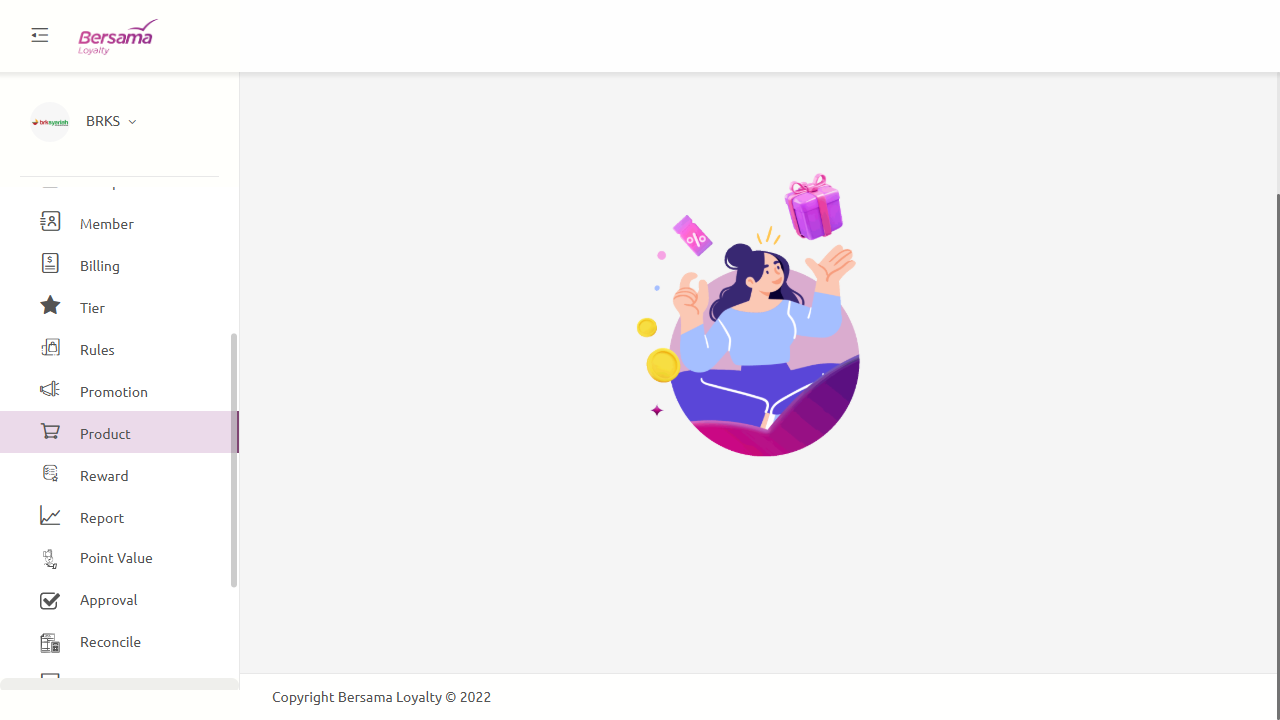 Bersama
Loyalty
brksyariah
BRKS
Member
Billing
Tier
Rules
Promotion
Product
Reward
Report
Point Value
Approval
Reconcile
%
Copyright Bersama Loyalty © 2022